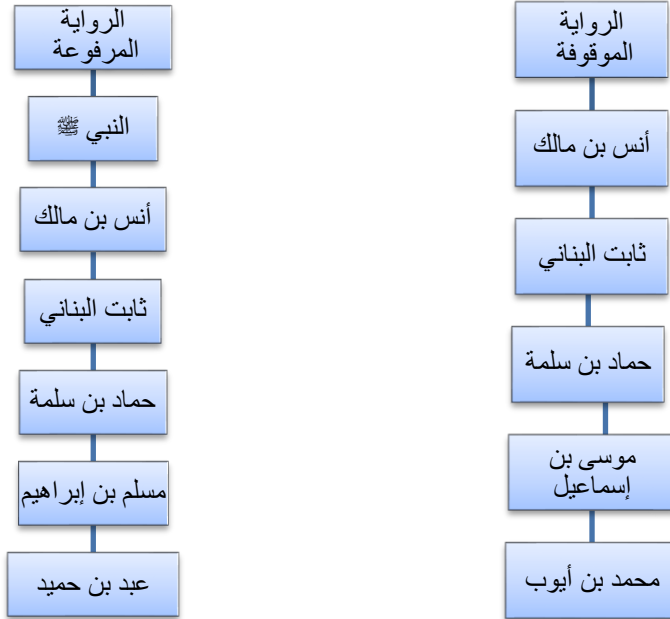 الرواية
الموقوفة
أنس بن مالك
ثابت البناني
حماد بن سلمة
موسى بن
إسماعيل
محمد بن أيوب
الرواية
المرفوعة
النبي ﷺ
أنس بن مالك
ثابت البناني
حماد بن سلمة
مسلم بن إبراهيم
عبد بن حميد